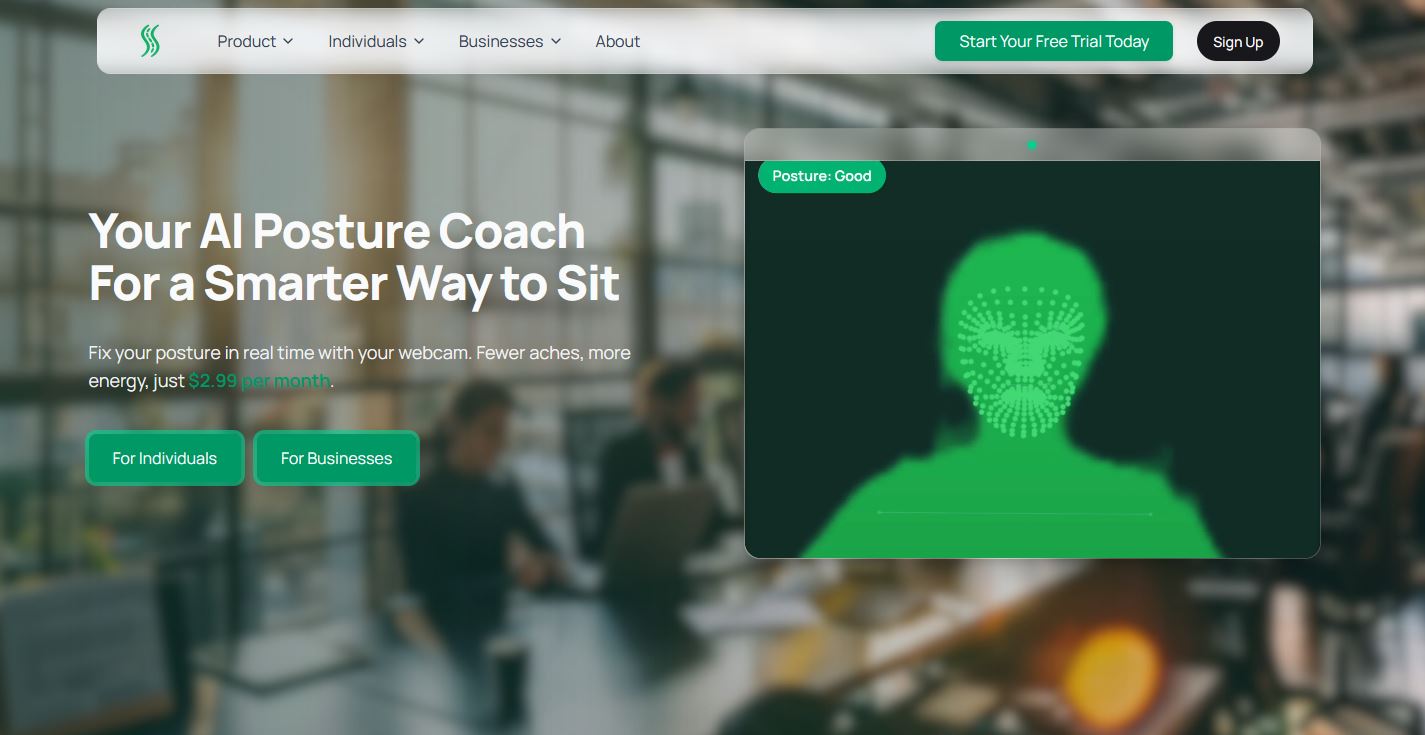 Product
Individuals
Businesses
About
Start Your Free Trial Today
Sign Up
Posture: Good
Your AI Posture Coach
For a Smarter Way to Sit
Fix your posture in real time with your webcam. Fewer aches, more
energy, just $2.99 per month.
For Individuals
For Businesses